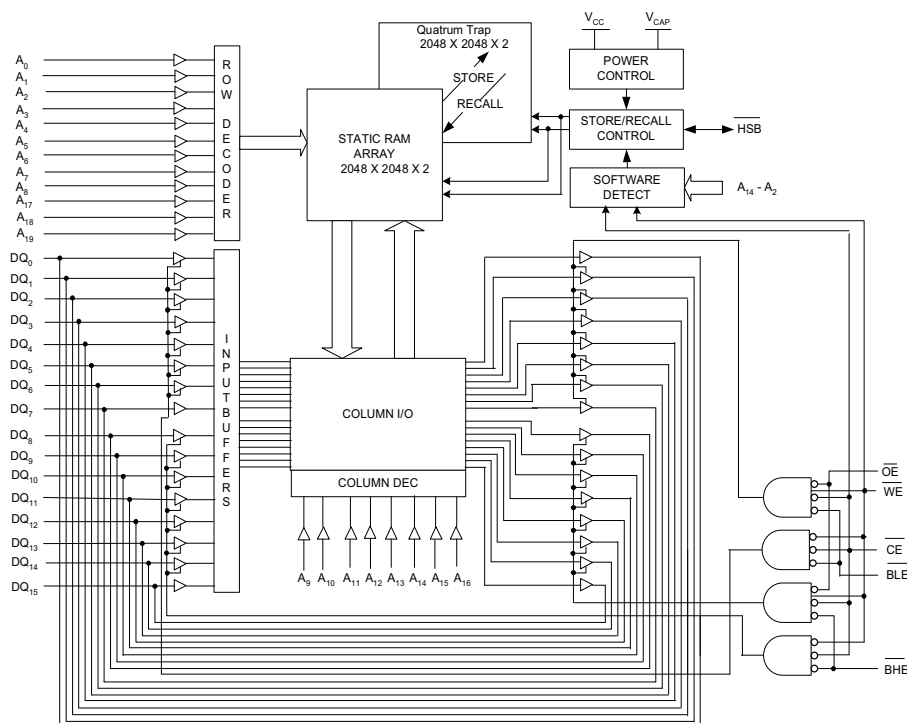 Quatrum Trap
2048 X 2048 X 2
STORE
RECALL
V_CC
V_CAP
POWER CONTROL
STORE/RECALL CONTROL
HSB
SOFTWARE DETECT
A14 - A2
STATIC RAM ARRAY
2048 X 2048 X 2
A0
A1
A2
A3
A4
A5
A6
A7
A8
A17
A18
A19
ROW DECODER
DQ0
DQ1
DQ2
DQ3
DQ4
DQ5
DQ6
DQ7
DQ8
DQ9
DQ10
DQ11
DQ12
DQ13
DQ14
DQ15
INPUT BUFFERS
COLUMN I/O
COLUMN DEC
A9
A10
A11
A12
A13
A14
A15
A16
OE
WE
CE
BLE
BHE